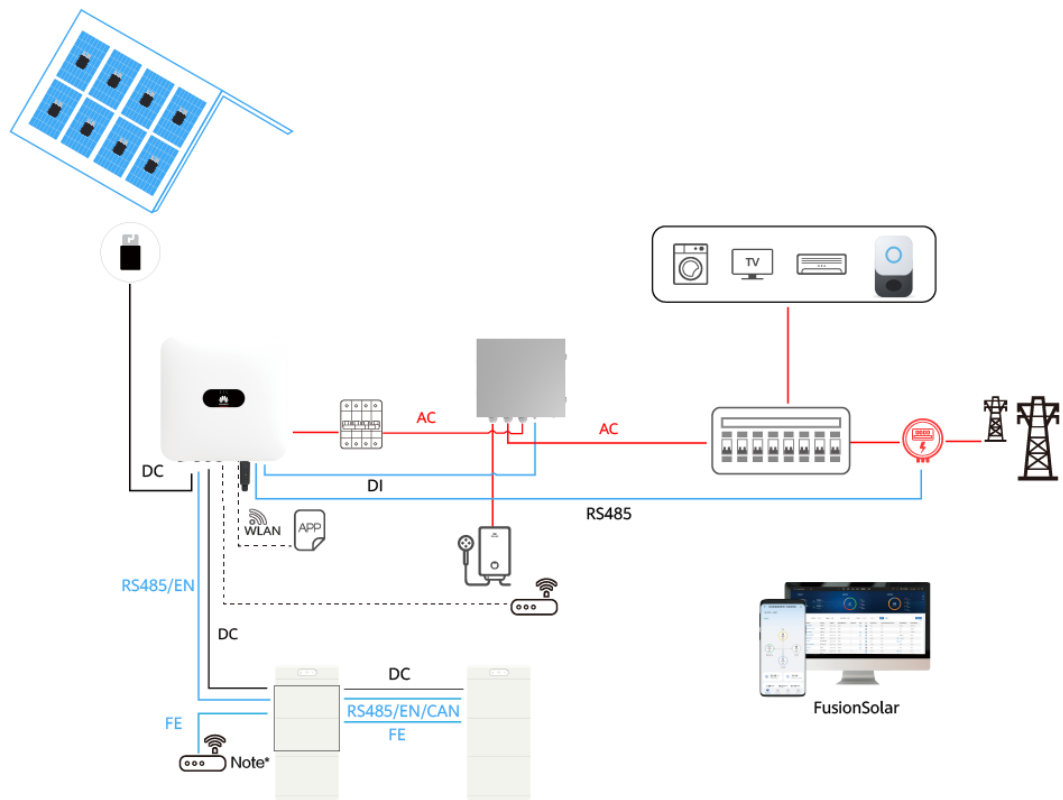 TV
AC
AC
DC
DI
RS485
WLAN
APP
RS485/EN
DC
DC
RS485/EN/CAN
FE
FE
Note*
FusionSolar